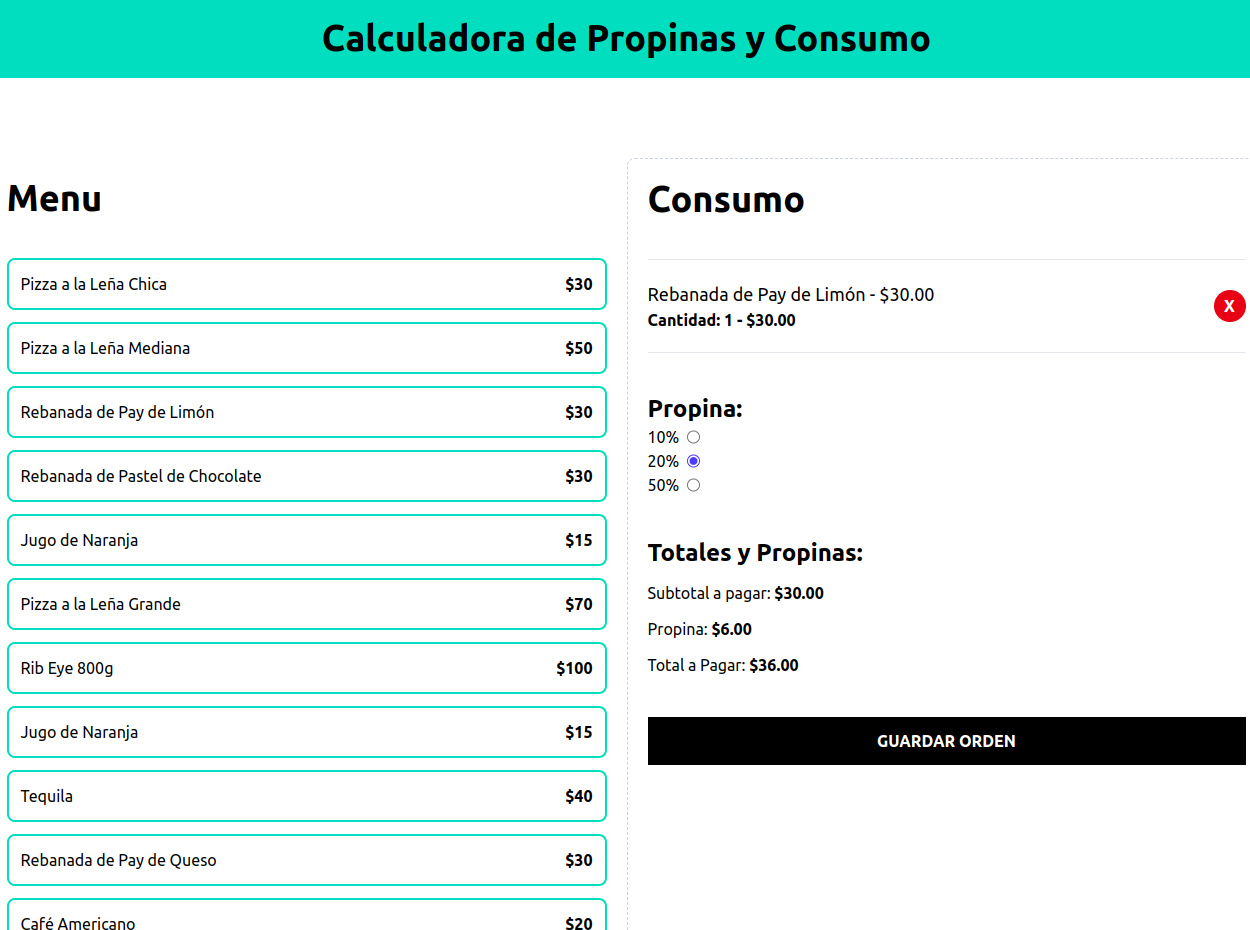 Calculadora de Propinas y Consumo
Menu
Pizza a la Leña Chica $30
Pizza a la Leña Mediana $50
Rebanada de Pay de Limón $30
Rebanada de Pastel de Chocolate $30
Jugo de Naranja $15
Pizza a la Leña Grande $70
Rib Eye 800g $100
Jugo de Naranja $15
Tequila $40
Rebanada de Pay de Queso $30
Café Americano $20
Consumo
Rebanada de Pay de Limón - $30.00
Cantidad: 1 - $30.00
X
Propina:
10%
20%
50%
Totales y Propinas:
Subtotal a pagar: $30.00
Propina: $6.00
Total a Pagar: $36.00
GUARDAR ORDEN